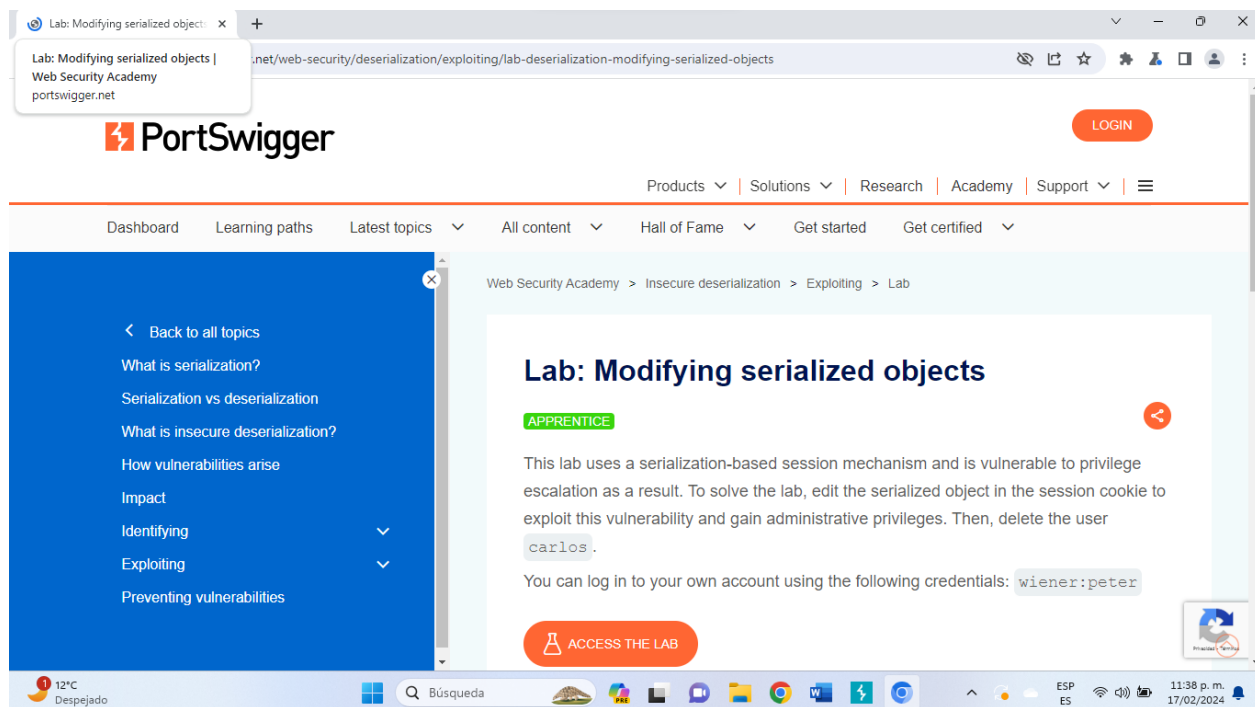 Lab: Modifying serialized object
Lab: Modifying serialized objects |
Web Security Academy
portswigger.net
.net/web-security/deserialization/exploiting/lab-deserialization-modifying-serialized-objects
PortSwigger
LOGIN
Products | Solutions | Research | Academy | Support |
Dashboard Learning paths Latest topics All content Hall of Fame Get started Get certified
Back to all topics
What is serialization?
Serialization vs deserialization
What is insecure deserialization?
How vulnerabilities arise
Impact
Identifying
Exploiting
Preventing vulnerabilities
Web Security Academy > Insecure deserialization > Exploiting > Lab
Lab: Modifying serialized objects
APPRENTICE
This lab uses a serialization-based session mechanism and is vulnerable to privilege
escalation as a result. To solve the lab, edit the serialized object in the session cookie to
exploit this vulnerability and gain administrative privileges. Then, delete the user
carlos.
You can log in to your own account using the following credentials: wiener:peter
ACCESS THE LAB
1
12°C
Despejado
Búsqueda
PRE
ESP
ES
11:38 p. m.
17/02/2024